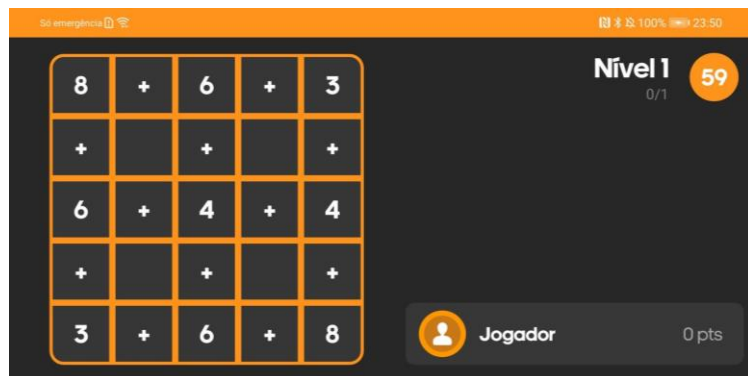 Só emergência 100% 23:50
8 + 6 + 3
+ + +
6 + 4 + 4
+ + +
3 + 6 + 8
Nível 1
0/1
59
Jogador 0 pts